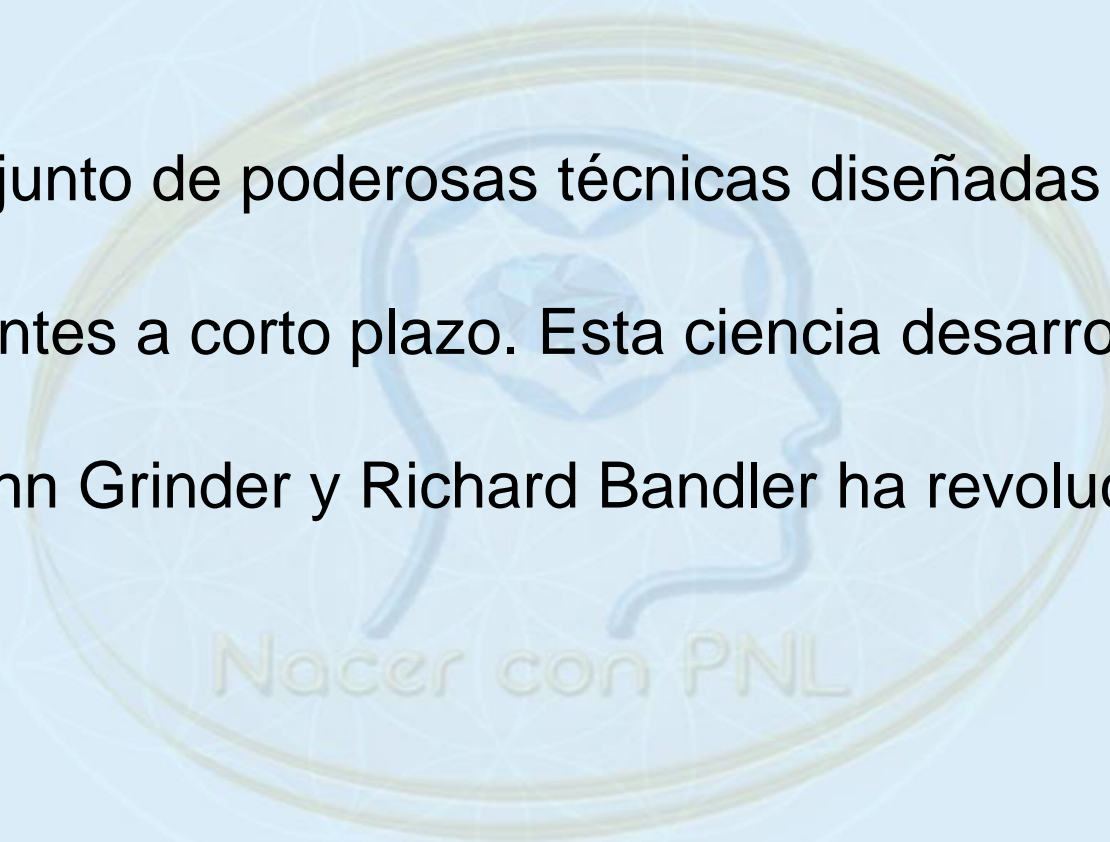 junto de poderosas técnicas diseñadas
ntes a corto plazo. Esta ciencia desarro
nn Grinder y Richard Bandler ha revoluc
Nacer con PNL